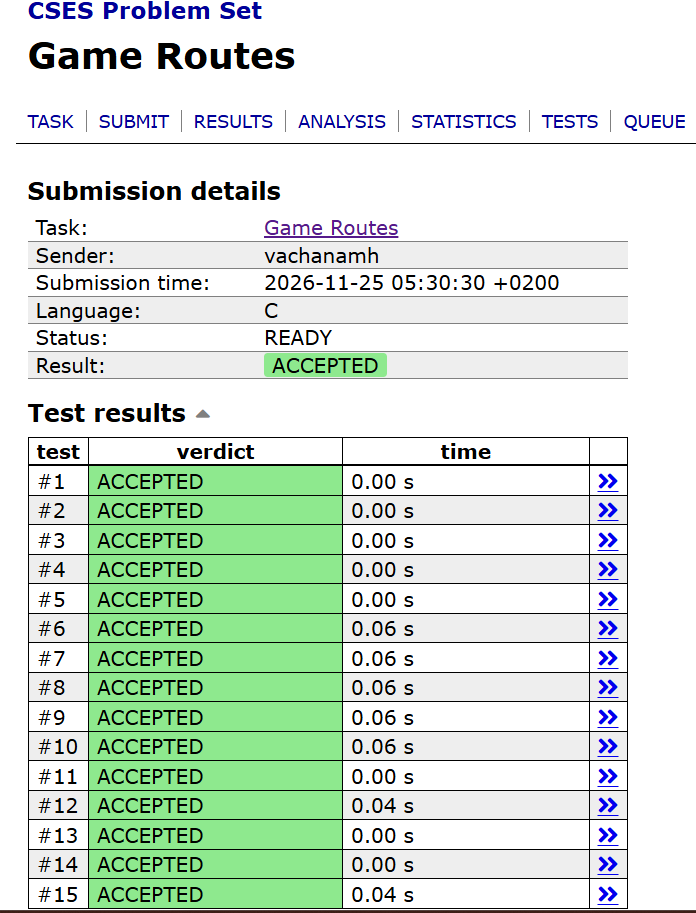 CSES Problem Set
Game Routes
TASK SUBMIT RESULTS ANALYSIS STATISTICS TESTS QUEUE
Submission details
Task: Game Routes
Sender: vachanamh
Submission time: 2026-11-25 05:30:30 +0200
Language: C
Status: READY
Result: ACCEPTED
Test results
test verdict time
#1 ACCEPTED 0.00 s »
#2 ACCEPTED 0.00 s »
#3 ACCEPTED 0.00 s »
#4 ACCEPTED 0.00 s »
#5 ACCEPTED 0.00 s »
#6 ACCEPTED 0.06 s »
#7 ACCEPTED 0.06 s »
#8 ACCEPTED 0.06 s »
#9 ACCEPTED 0.06 s »
#10 ACCEPTED 0.06 s »
#11 ACCEPTED 0.00 s »
#12 ACCEPTED 0.04 s »
#13 ACCEPTED 0.00 s »
#14 ACCEPTED 0.00 s »
#15 ACCEPTED 0.04 s »